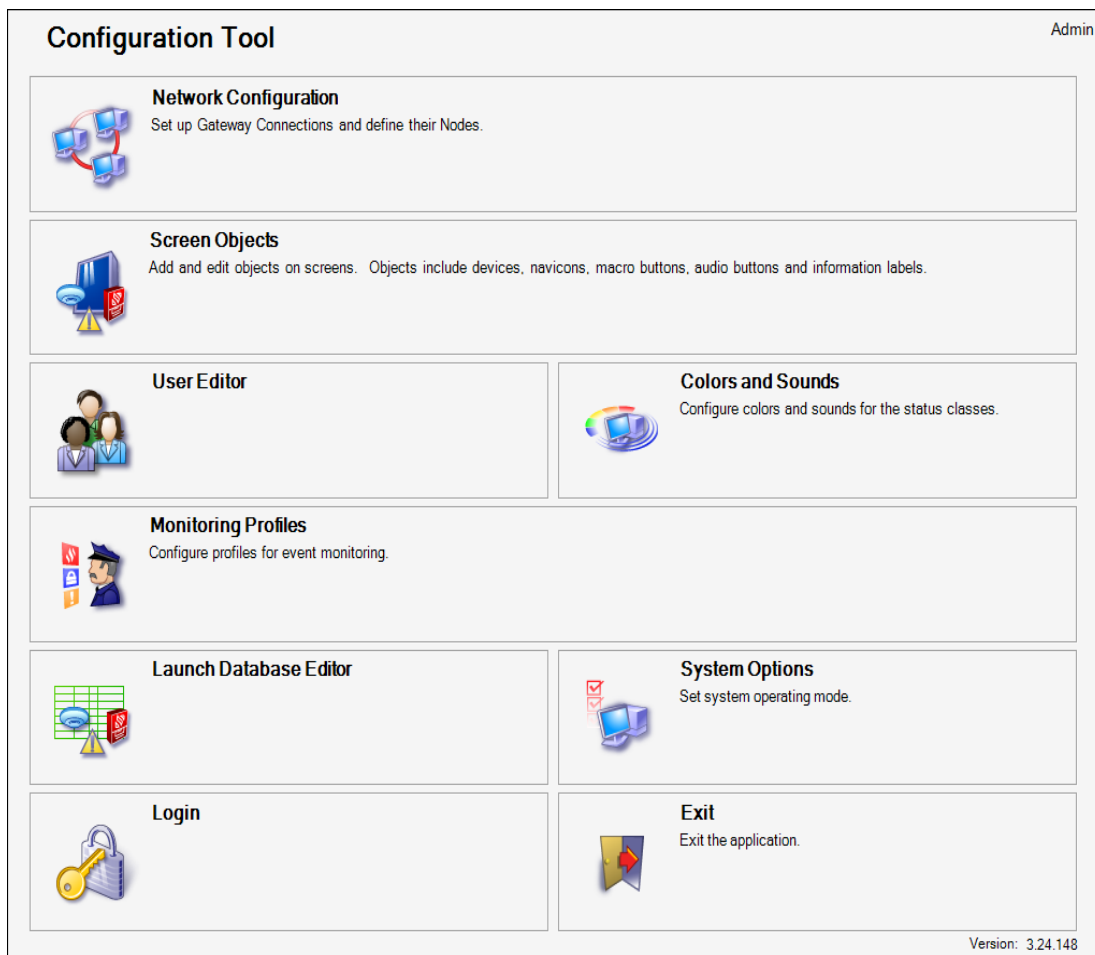 Configuration Tool
Admin
Network Configuration
Set up Gateway Connections and define their Nodes.
Screen Objects
Add and edit objects on screens.  Objects include devices, navicons, macro buttons, audio buttons and information labels.
User Editor
Colors and Sounds
Configure colors and sounds for the status classes.
Monitoring Profiles
Configure profiles for event monitoring.
Launch Database Editor
System Options
Set system operating mode.
Login
Exit
Exit the application.
Version: 3.24.148